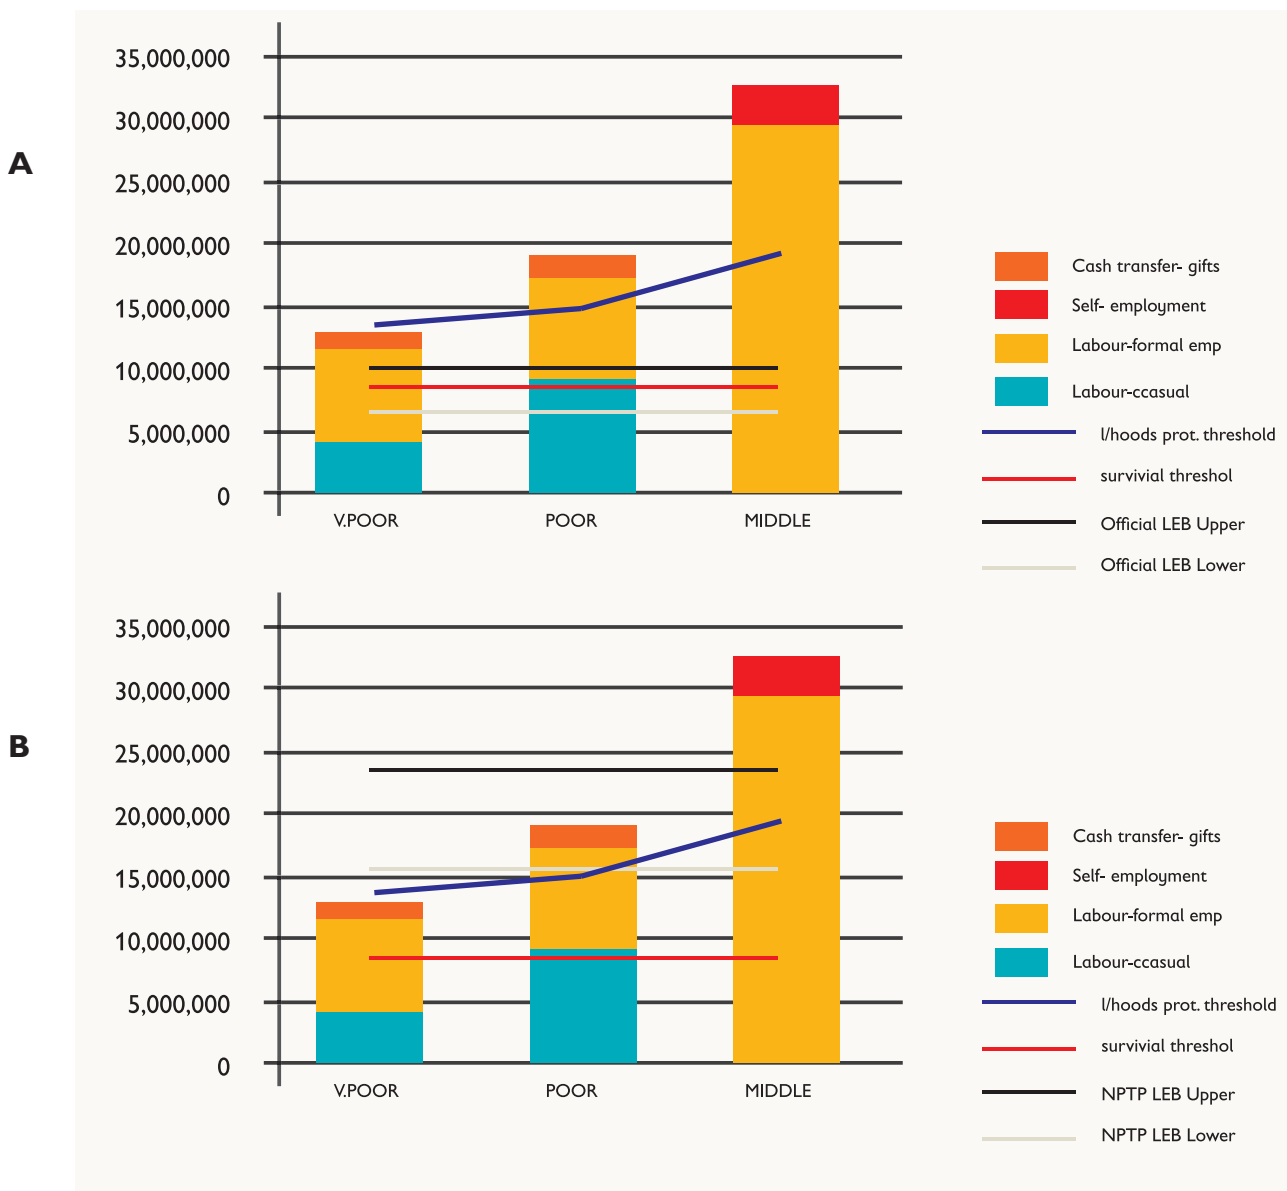 A
35,000,000
30,000,000
25,000,000
20,000,000
15,000,000
10,000,000
5,000,000
0
V.POOR POOR MIDDLE
Cash transfer- gifts
Self- employment
Labour-formal emp
Labour-ccasual
l/hoods prot. threshold
survivial threshol
Official LEB Upper
Official LEB Lower
B
35,000,000
30,000,000
25,000,000
20,000,000
15,000,000
10,000,000
5,000,000
0
V.POOR POOR MIDDLE
Cash transfer- gifts
Self- employment
Labour-formal emp
Labour-ccasual
l/hoods prot. threshold
survivial threshol
NPTP LEB Upper
NPTP LEB Lower